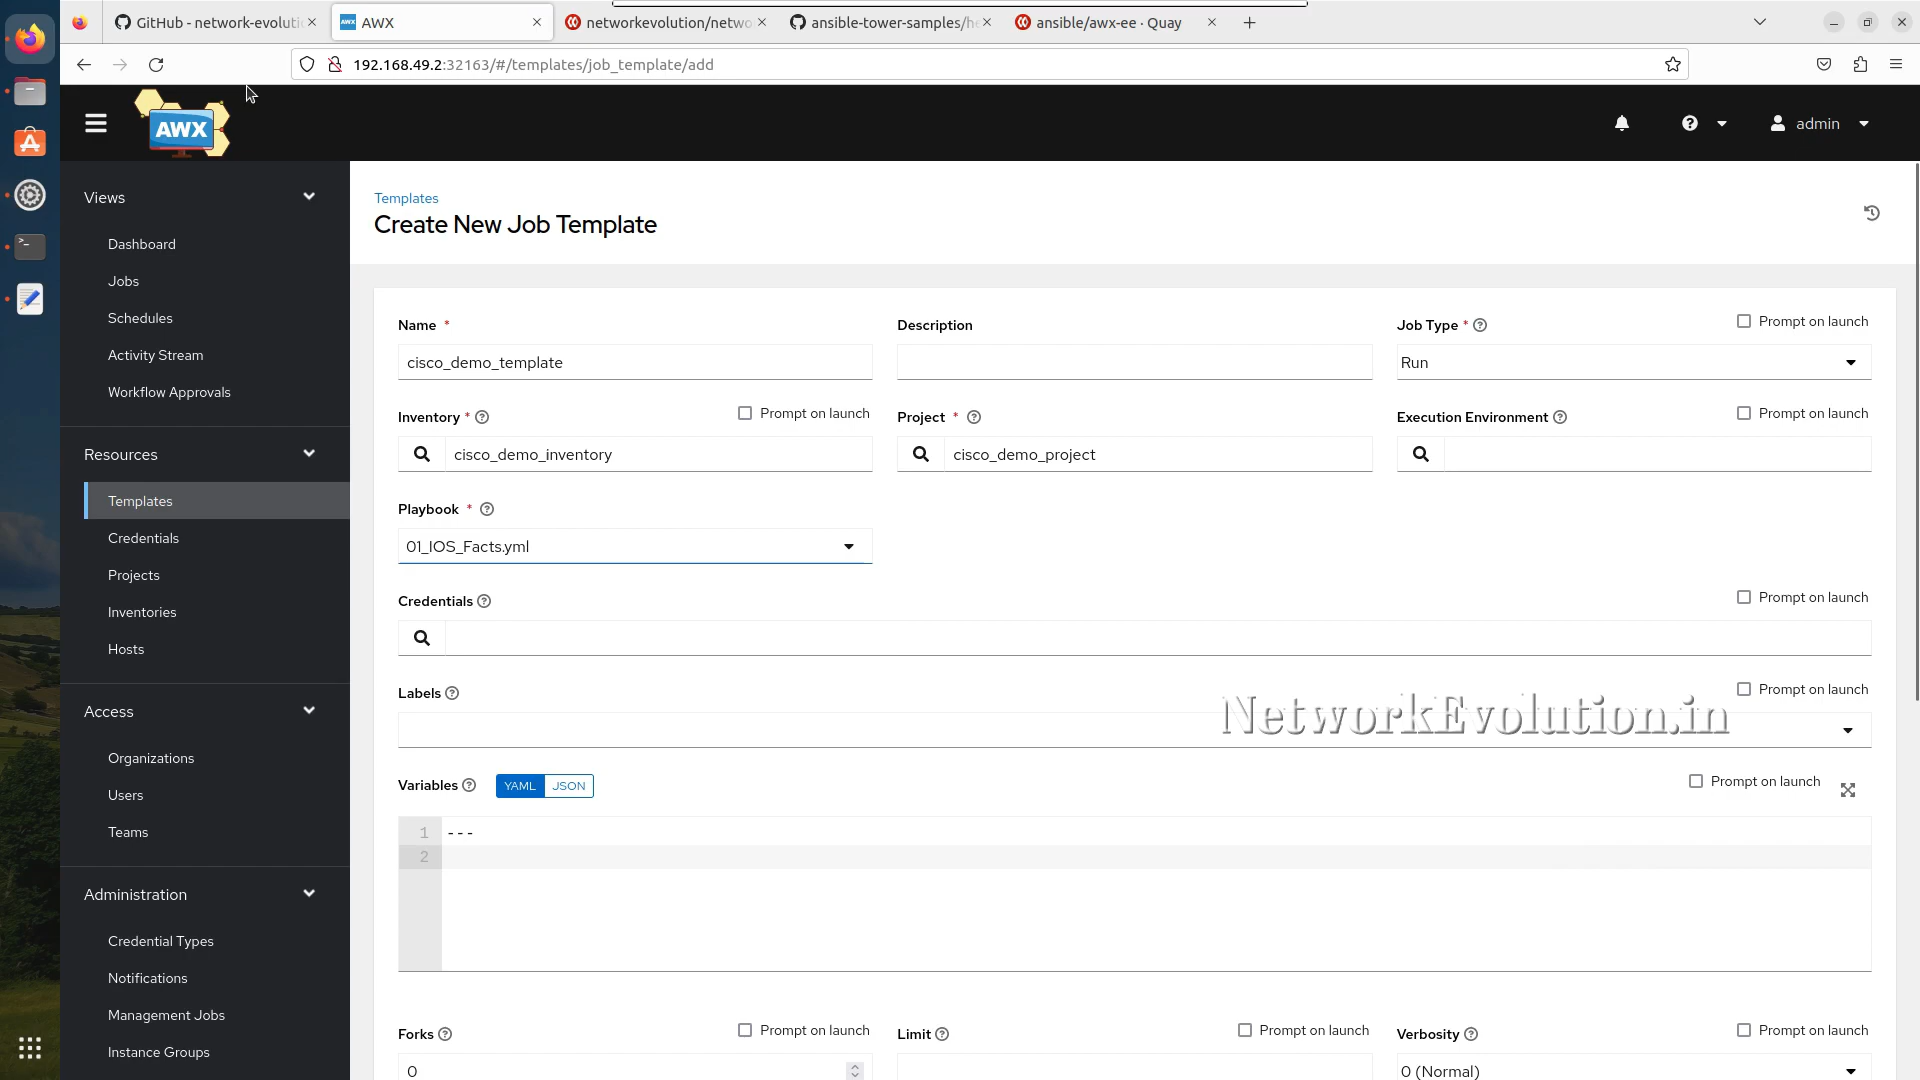 GitHub - network-evoluti
AWX
networkevolution/netwo
ansible-tower-samples/he
ansible/awx-ee · Quay
192.168.49.2:32163/#/templates/job_template/add
AWX
admin
Views
Dashboard
Jobs
Schedules
Activity Stream
Workflow Approvals
Resources
Templates
Credentials
Projects
Inventories
Hosts
Access
Organizations
Users
Teams
Administration
Credential Types
Notifications
Management Jobs
Instance Groups
Templates
Create New Job Template
Name *
Description
Job Type *
Prompt on launch
cisco_demo_template
Run
Inventory *
Prompt on launch
Project *
Execution Environment
Prompt on launch
cisco_demo_inventory
cisco_demo_project
Playbook *
01_IOS_Facts.yml
Credentials
Prompt on launch
Labels
Prompt on launch
NetworkEvolution.in
Variables
YAML JSON
Prompt on launch
1 ---
2
Forks
Prompt on launch
Limit
Prompt on launch
Verbosity
Prompt on launch
0
0 (Normal)